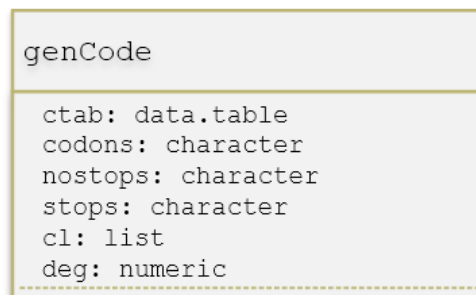 genCode
ctab: data.table
codons: character
nostops: character
stops: character
cl: list
deg: numeric